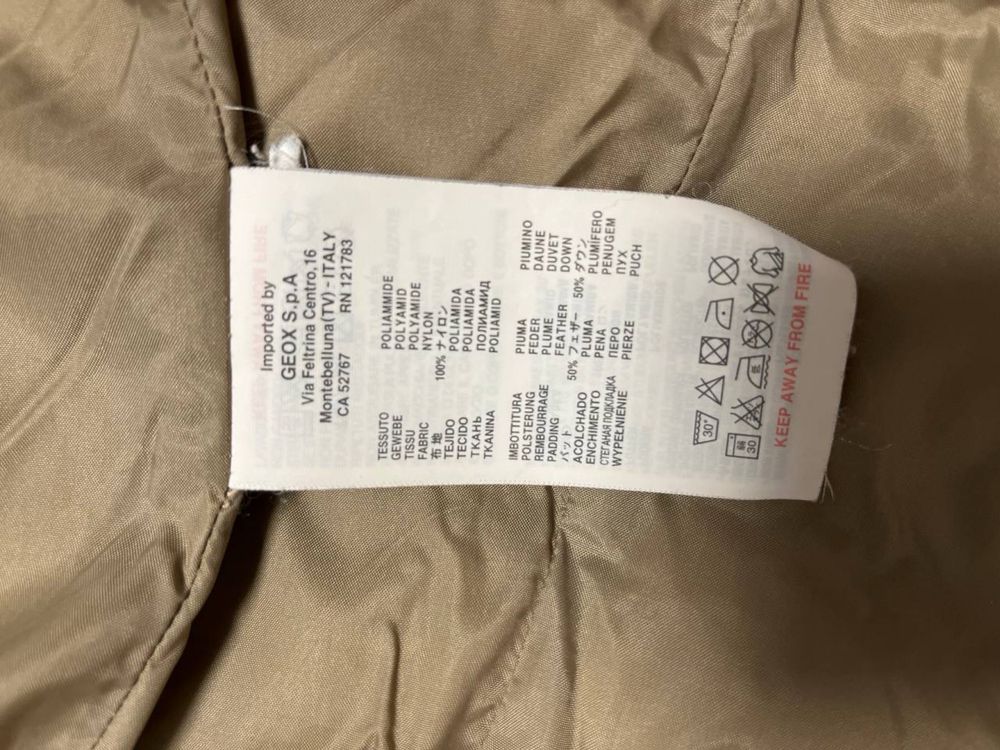 Imported by
GEOX S.p.A
Via Feltrina Centro,16
Montebelluna(TV) - ITALY
CA 52767 RN 121783
TESSUTO POLIAMMIDE
GEWEBE POLYAMID
TISSU POLYAMIDE
FABRIC NYLON
布地 100% ナイロン
TEJIDO POLIAMIDA
TECIDO POLIAMIDA
ТКАНЬ ПОЛИАМИД
TKANINA POLIAMID
IMBOTTITURA PIUMA PIUMINO
POLSTERUNG FEDER DAUNE
REMBOURRAGE PLUME DUVET
PADDING FEATHER DOWN
パット 50% フェザー 50% ダウン
ACOLCHADO PLUMA PLUMÍFERO
ENCHIMENTO PENA PENUGEM
СТЕГАНАЯ ПОДКЛАДКА ПЕРО ПУХ
WYPEŁNIENIE PIERZE PUCH
30°
30
KEEP AWAY FROM FIRE